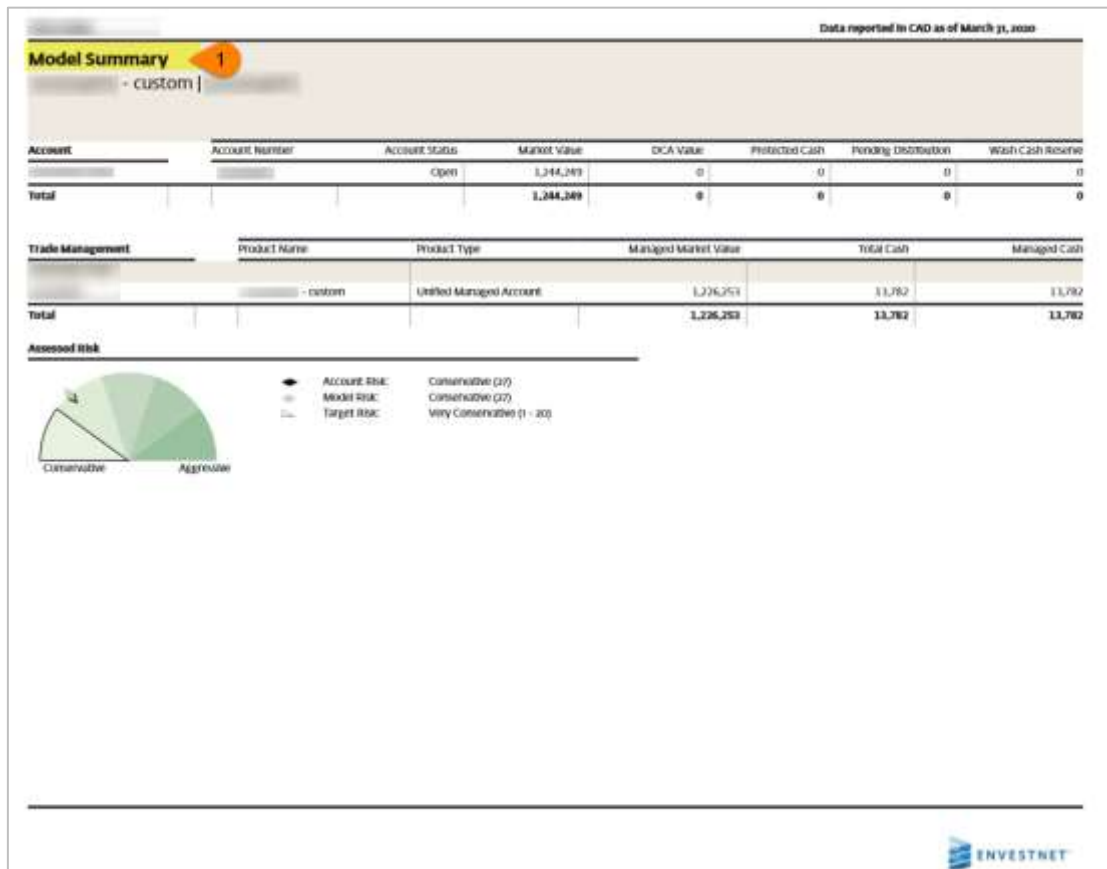 Data reported in CAD as of March 31, 2020
Model Summary 1
- custom |
Account Account Number Account Status Market Value DCA Value Protected Cash Pending Distribution Wash Cash Reserve
Open 1,244,249 0 0 0 0
Total 1,244,249 0 0 0 0
Trade Management Product Name Product Type Managed Market Value Total Cash Managed Cash
- custom Unified Managed Account 1,226,253 13,782 13,782
Total 1,226,253 13,782 13,782
Assessed Risk
Account Risk: Conservative (27)
Model Risk: Conservative (27)
Target Risk: Very Conservative (1 - 20)
Conservative Aggressive
ENVESTNET